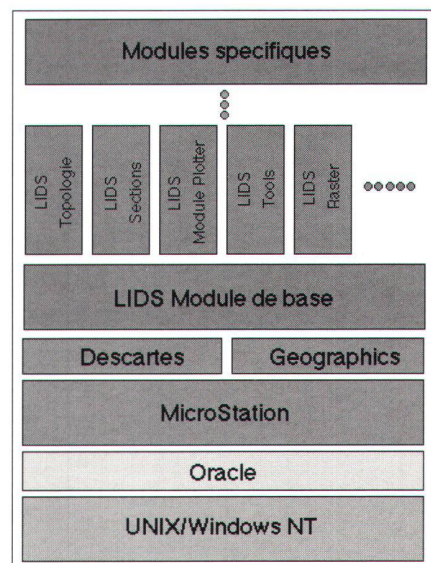 Modules specifiques
LIDS
Topologie
LIDS
Sections
LIDS
Module Plotter
LIDS
Tools
LIDS
Raster
LIDS Module de base
Descartes
Geographics
MicroStation
Oracle
UNIX/Windows NT